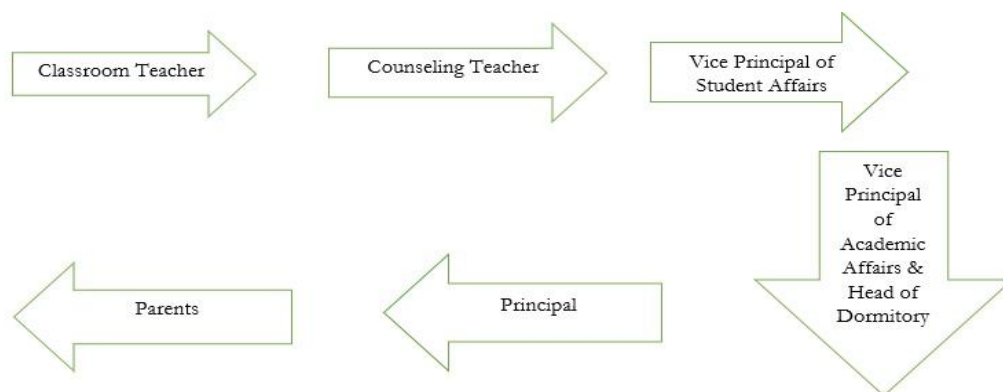 Classroom Teacher
Counseling Teacher
Vice Principal of
Student Affairs
Vice
Principal
of
Academic
Affairs &
Head of
Dormitory
Principal
Parents